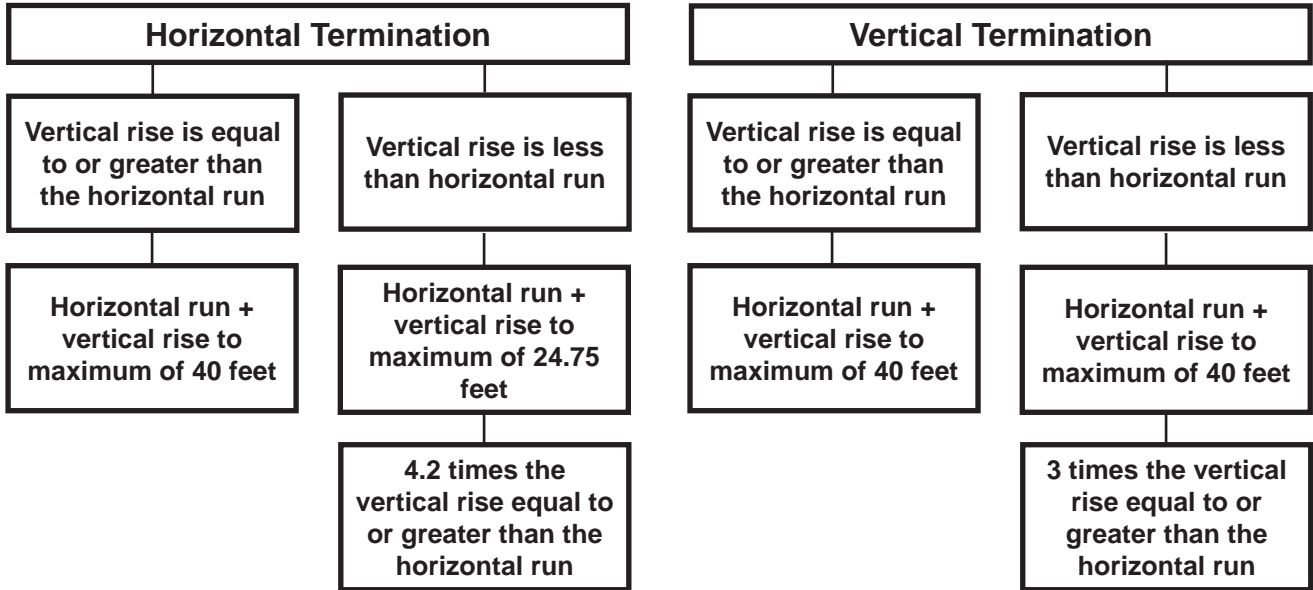 Horizontal Termination
Vertical rise is equal
to or greater than
the horizontal run
Horizontal run +
vertical rise to
maximum of 40 feet
Vertical rise is less
than horizontal run
Horizontal run +
vertical rise to
maximum of 24.75
feet
4.2 times the
vertical rise equal to
or greater than the
horizontal run
Vertical Termination
Vertical rise is equal
to or greater than
the horizontal run
Horizontal run +
vertical rise to
maximum of 40 feet
Vertical rise is less
than horizontal run
Horizontal run +
vertical rise to
maximum of 40 feet
3 times the vertical
rise equal to or
greater than the
horizontal run